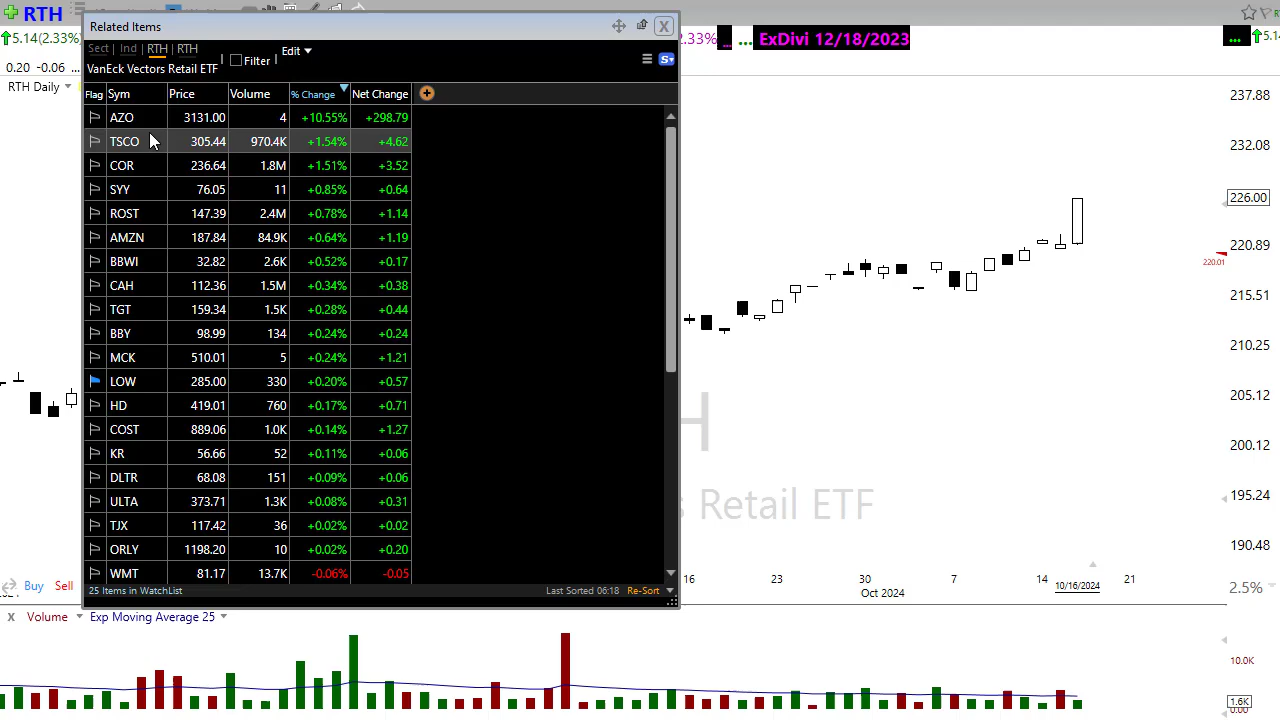 RTH
5.14(2.33%)
0.20 -0.06 ...
RTH Daily
Related Items
X
Sect | Ind | RTH | RTH
Filter
Edit
VanEck Vectors Retail ETF
S
2.33%
...
...
ExDivi 12/18/2023
...
5.14
Flag Sym Price Volume % Change Net Change
AZO 3131.00 4 +10.55% +298.79
TSCO 305.44 970.4K +1.54% +4.62
COR 236.64 1.8M +1.51% +3.52
SYY 76.05 11 +0.85% +0.64
ROST 147.39 2.4M +0.78% +1.14
AMZN 187.84 84.9K +0.64% +1.19
BBWI 32.82 2.6K +0.52% +0.17
CAH 112.36 1.5M +0.34% +0.38
TGT 159.34 1.5K +0.28% +0.44
BBY 98.99 134 +0.24% +0.24
MCK 510.01 5 +0.24% +1.21
LOW 285.00 330 +0.20% +0.57
HD 419.01 760 +0.17% +0.71
COST 889.06 1.0K +0.14% +1.27
KR 56.66 52 +0.11% +0.06
DLTR 68.08 151 +0.09% +0.06
ULTA 373.71 1.3K +0.08% +0.31
TJX 117.42 36 +0.02% +0.02
ORLY 1198.20 10 +0.02% +0.20
WMT 81.17 13.7K -0.06% -0.05
25 Items in WatchList
Last Sorted 06:18 Re-Sort
237.88
232.08
226.00
220.89
220.01
215.51
210.25
205.12
200.12
195.24
190.48
2.5%
H
s Retail ETF
Buy Sell
16 23 30 7 14 10/16/2024 21
Oct 2024
X Volume Exp Moving Average 25
10.0K
1.6K
0.00